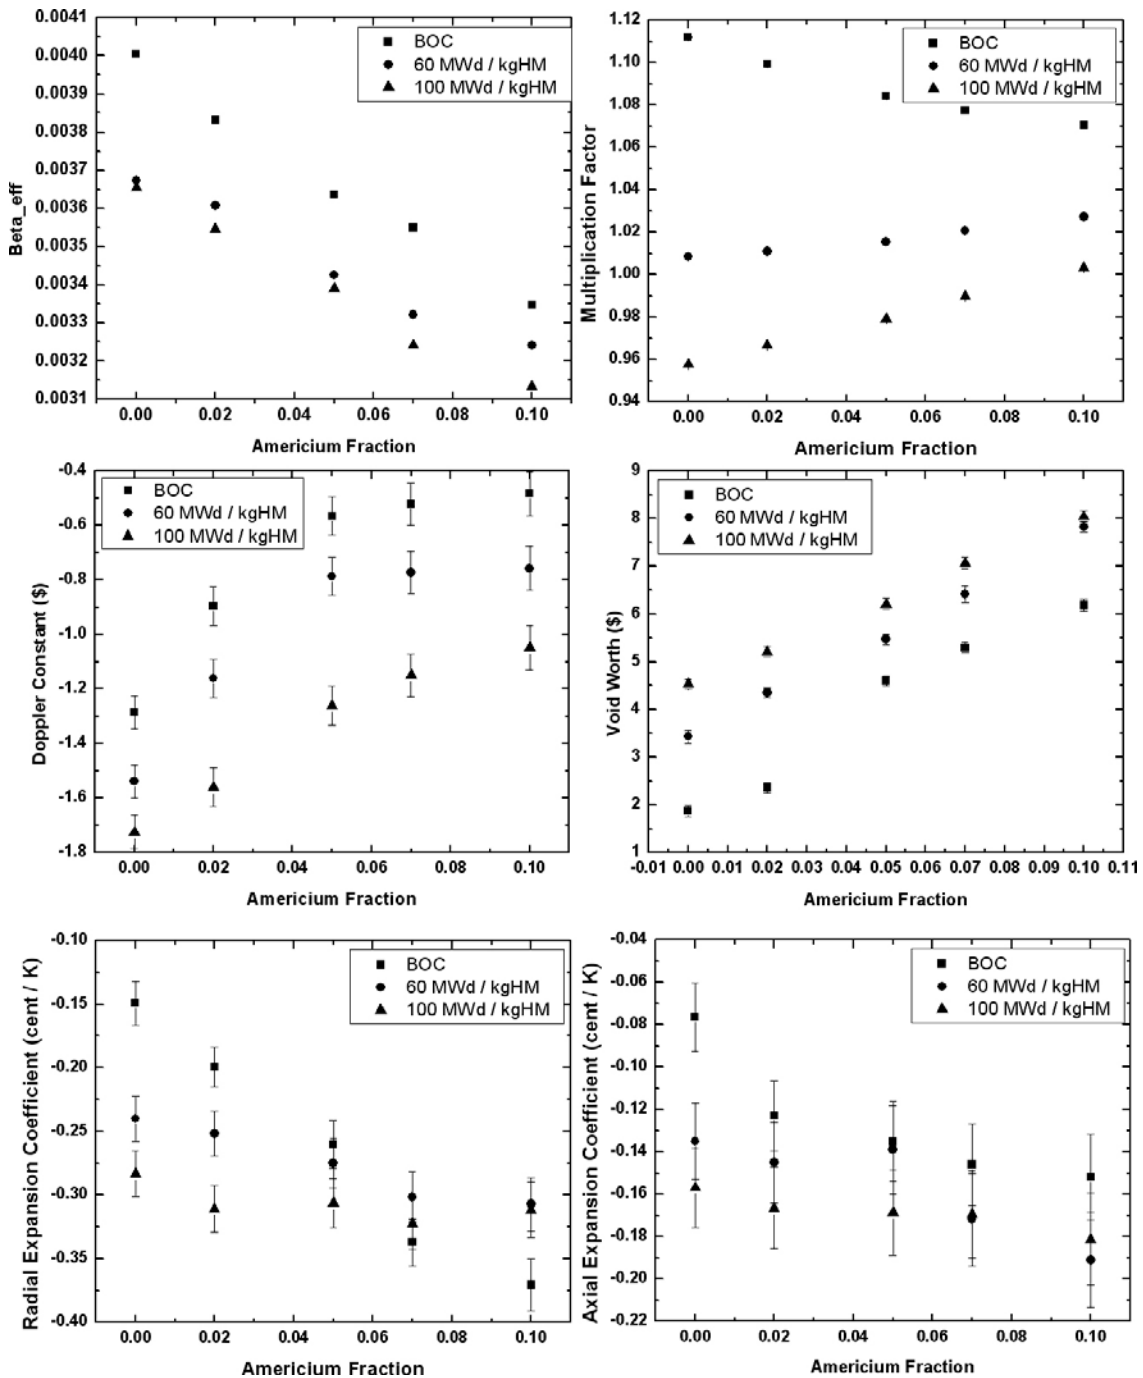 0.0041
0.0040
0.0039
0.0038
0.0037
0.0036
0.0035
0.0034
0.0033
0.0032
0.0031
Beta_eff
BOC
60 MWd / kgHM
100 MWd / kgHM
0.00 0.02 0.04 0.06 0.08 0.10
Americium Fraction
1.12
1.10
1.08
1.06
1.04
1.02
1.00
0.98
0.96
0.94
Multiplication Factor
BOC
60 MWd / kgHM
100 MWd / kgHM
0.00 0.02 0.04 0.06 0.08 0.10
Americium Fraction
-0.4
-0.6
-0.8
-1.0
-1.2
-1.4
-1.6
-1.8
Doppler Constant ($)
BOC
60 MWd / kgHM
100 MWd / kgHM
0.00 0.02 0.04 0.06 0.08 0.10
Americium Fraction
9
8
7
6
5
4
3
2
1
Void Worth ($)
BOC
60 MWd / kgHM
100 MWd / kgHM
-0.01 0.00 0.01 0.02 0.03 0.04 0.05 0.06 0.07 0.08 0.09 0.10 0.11
Americium Fraction
-0.10
-0.15
-0.20
-0.25
-0.30
-0.35
-0.40
Radial Expansion Coefficient (cent / K)
BOC
60 MWd / kgHM
100 MWd / kgHM
0.00 0.02 0.04 0.06 0.08 0.10
Americium Fraction
-0.04
-0.06
-0.08
-0.10
-0.12
-0.14
-0.16
-0.18
-0.20
-0.22
Axial Expansion Coefficient (cent / K)
BOC
60 MWd / kgHM
100 MWd / kgHM
0.00 0.02 0.04 0.06 0.08 0.10
Americium Fraction